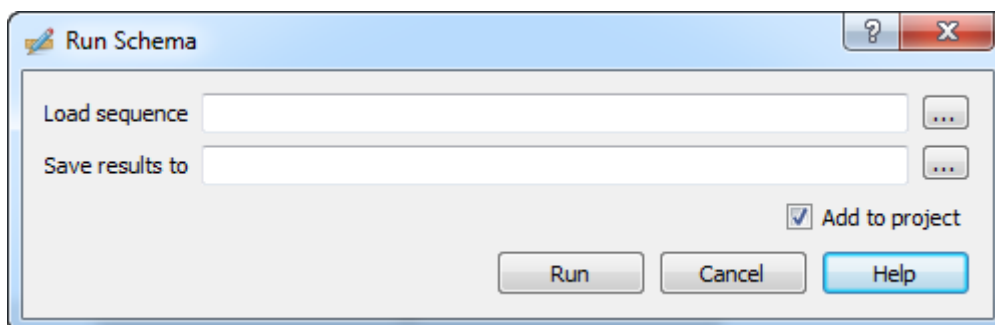 Run Schema ?
Load sequence ...
Save results to ...
Add to project
Run Cancel Help